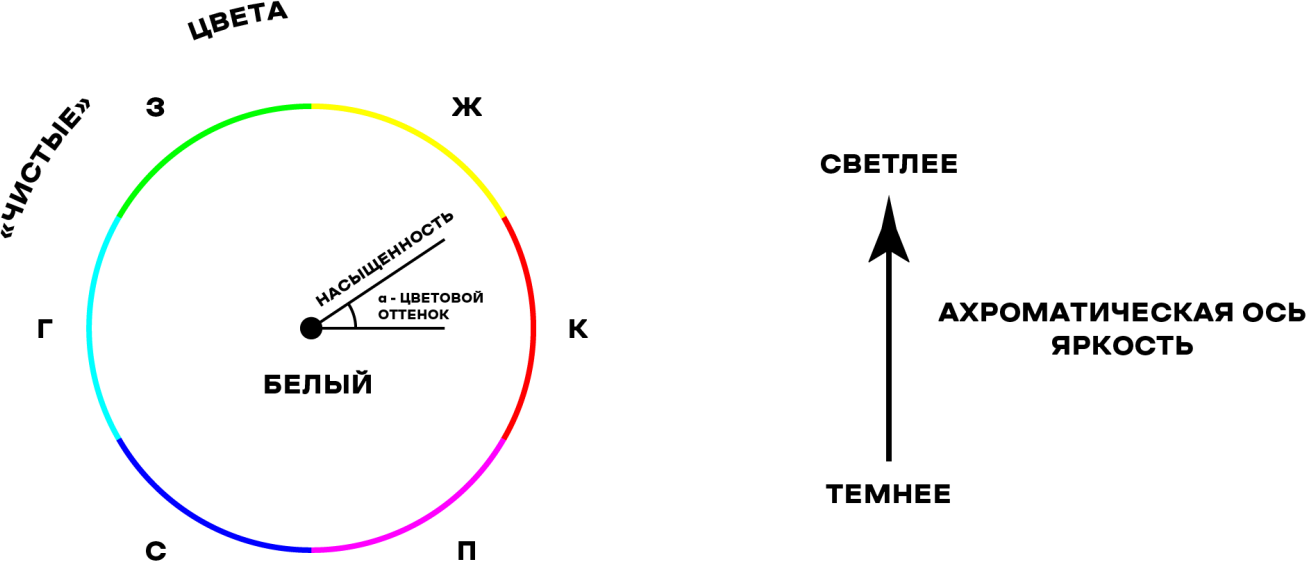 «ЧИСТЫЕ»
ЦВЕТА
З
Ж
Г
К
С
П
НАСЫЩЕННОСТЬ
α - ЦВЕТОВОЙ
ОТТЕНОК
БЕЛЫЙ
СВЕТЛЕЕ
АХРОМАТИЧЕСКАЯ ОСЬ
ЯРКОСТЬ
ТЕМНЕЕ